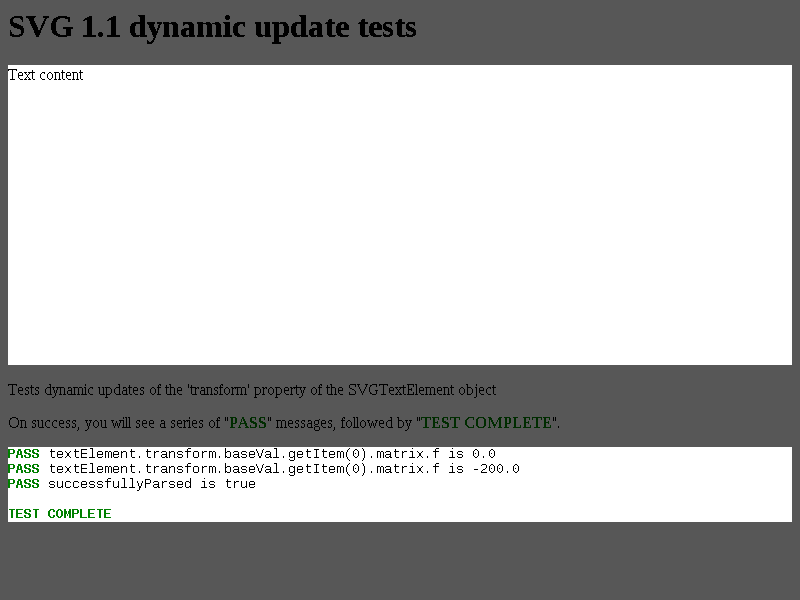 SVG 1.1 dynamic update tests
Text content
Tests dynamic updates of the 'transform' property of the SVGTextElement object
On success, you will see a series of "PASS" messages, followed by "TEST COMPLETE".
PASS textElement.transform.baseVal.getItem(0).matrix.f is 0.0
PASS textElement.transform.baseVal.getItem(0).matrix.f is -200.0
PASS successfullyParsed is true
TEST COMPLETE